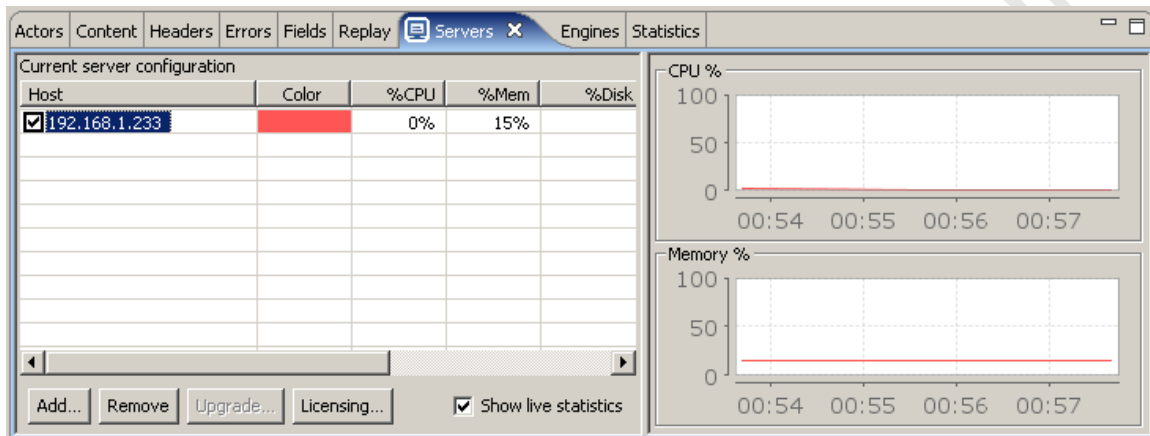 Actors Content Headers Errors Fields Replay Servers Engines Statistics
Current server configuration
Host Color %CPU %Mem %Disk
192.168.1.233 0% 15%
Add... Remove Upgrade... Licensing... Show live statistics
CPU %
100
50
0
00:54 00:55 00:56 00:57
Memory %
100
50
0
00:54 00:55 00:56 00:57